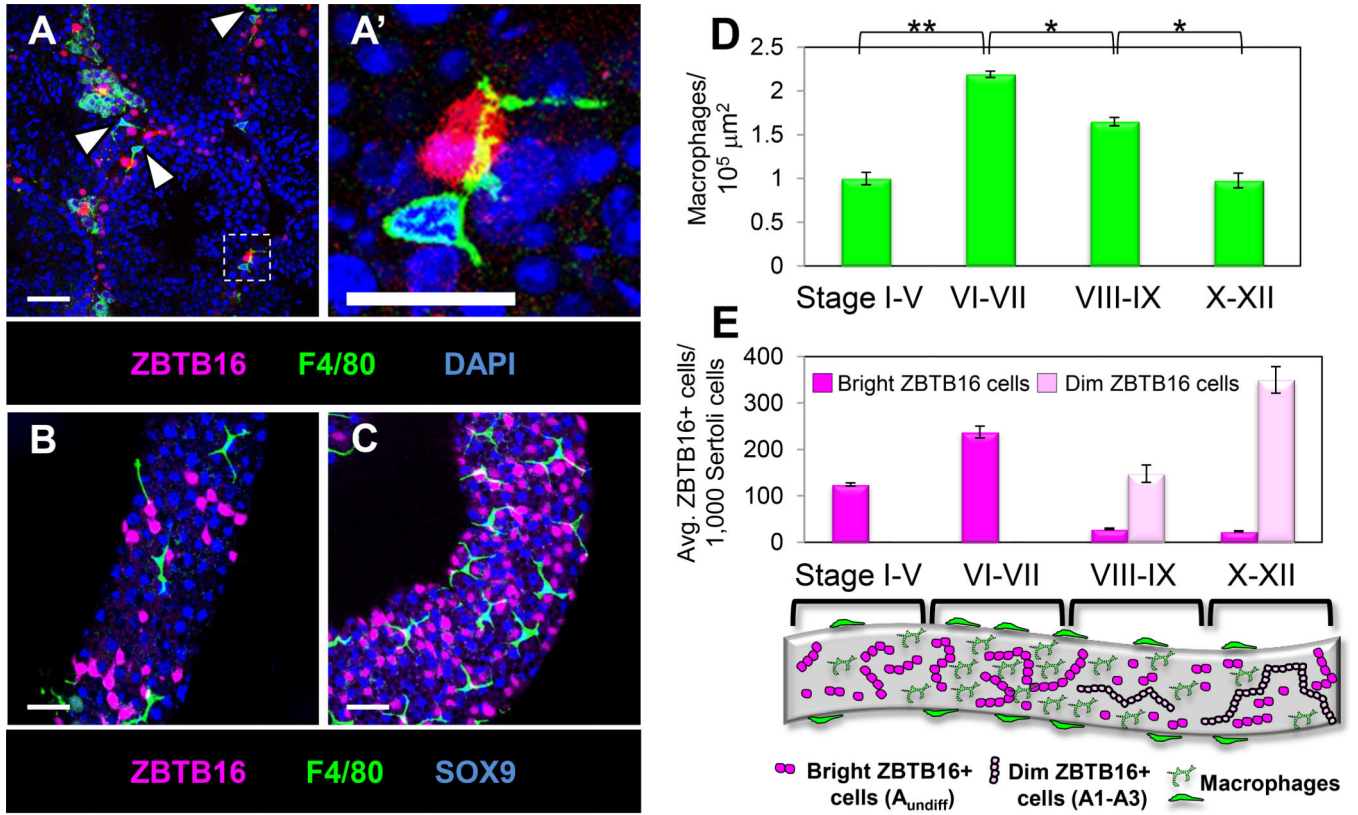 A
A'
ZBTB16 F4/80 DAPI
B
C
ZBTB16 F4/80 SOX9
D
** * *
Macrophages/
10⁵ µm²
2.5
2
1.5
1
0.5
0
Stage I-V VI-VII VIII-IX X-XII
E
Avg. ZBTB16+ cells/
1,000 Sertoli cells
400
300
200
100
0
Bright ZBTB16 cells Dim ZBTB16 cells
Stage I-V VI-VII VIII-IX X-XII
Bright ZBTB16+
cells (Aundiff)
Dim ZBTB16+
cells (A1-A3)
Macrophages